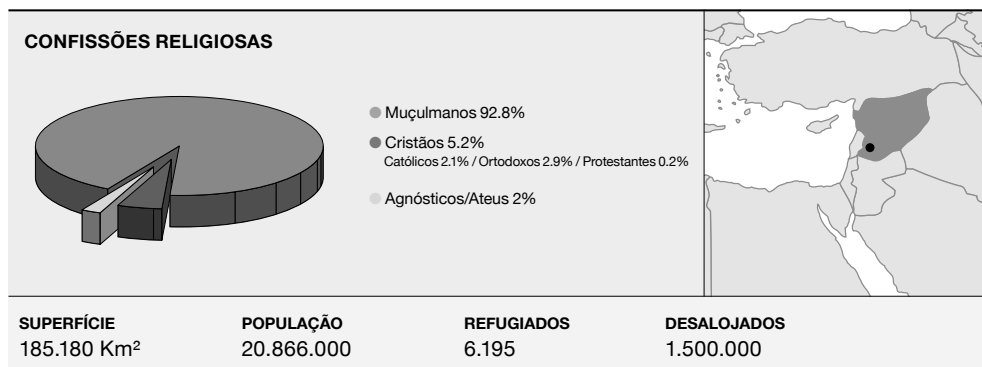 CONFISSÕES RELIGIOSAS
Muçulmanos 92.8%
Cristãos 5.2%
Católicos 2.1% / Ortodoxos 2.9% / Protestantes 0.2%
Agnósticos/Ateus 2%
SUPERFÍCIE POPULAÇÃO REFUGIADOS DESALOJADOS
185.180 Km² 20.866.000 6.195 1.500.000